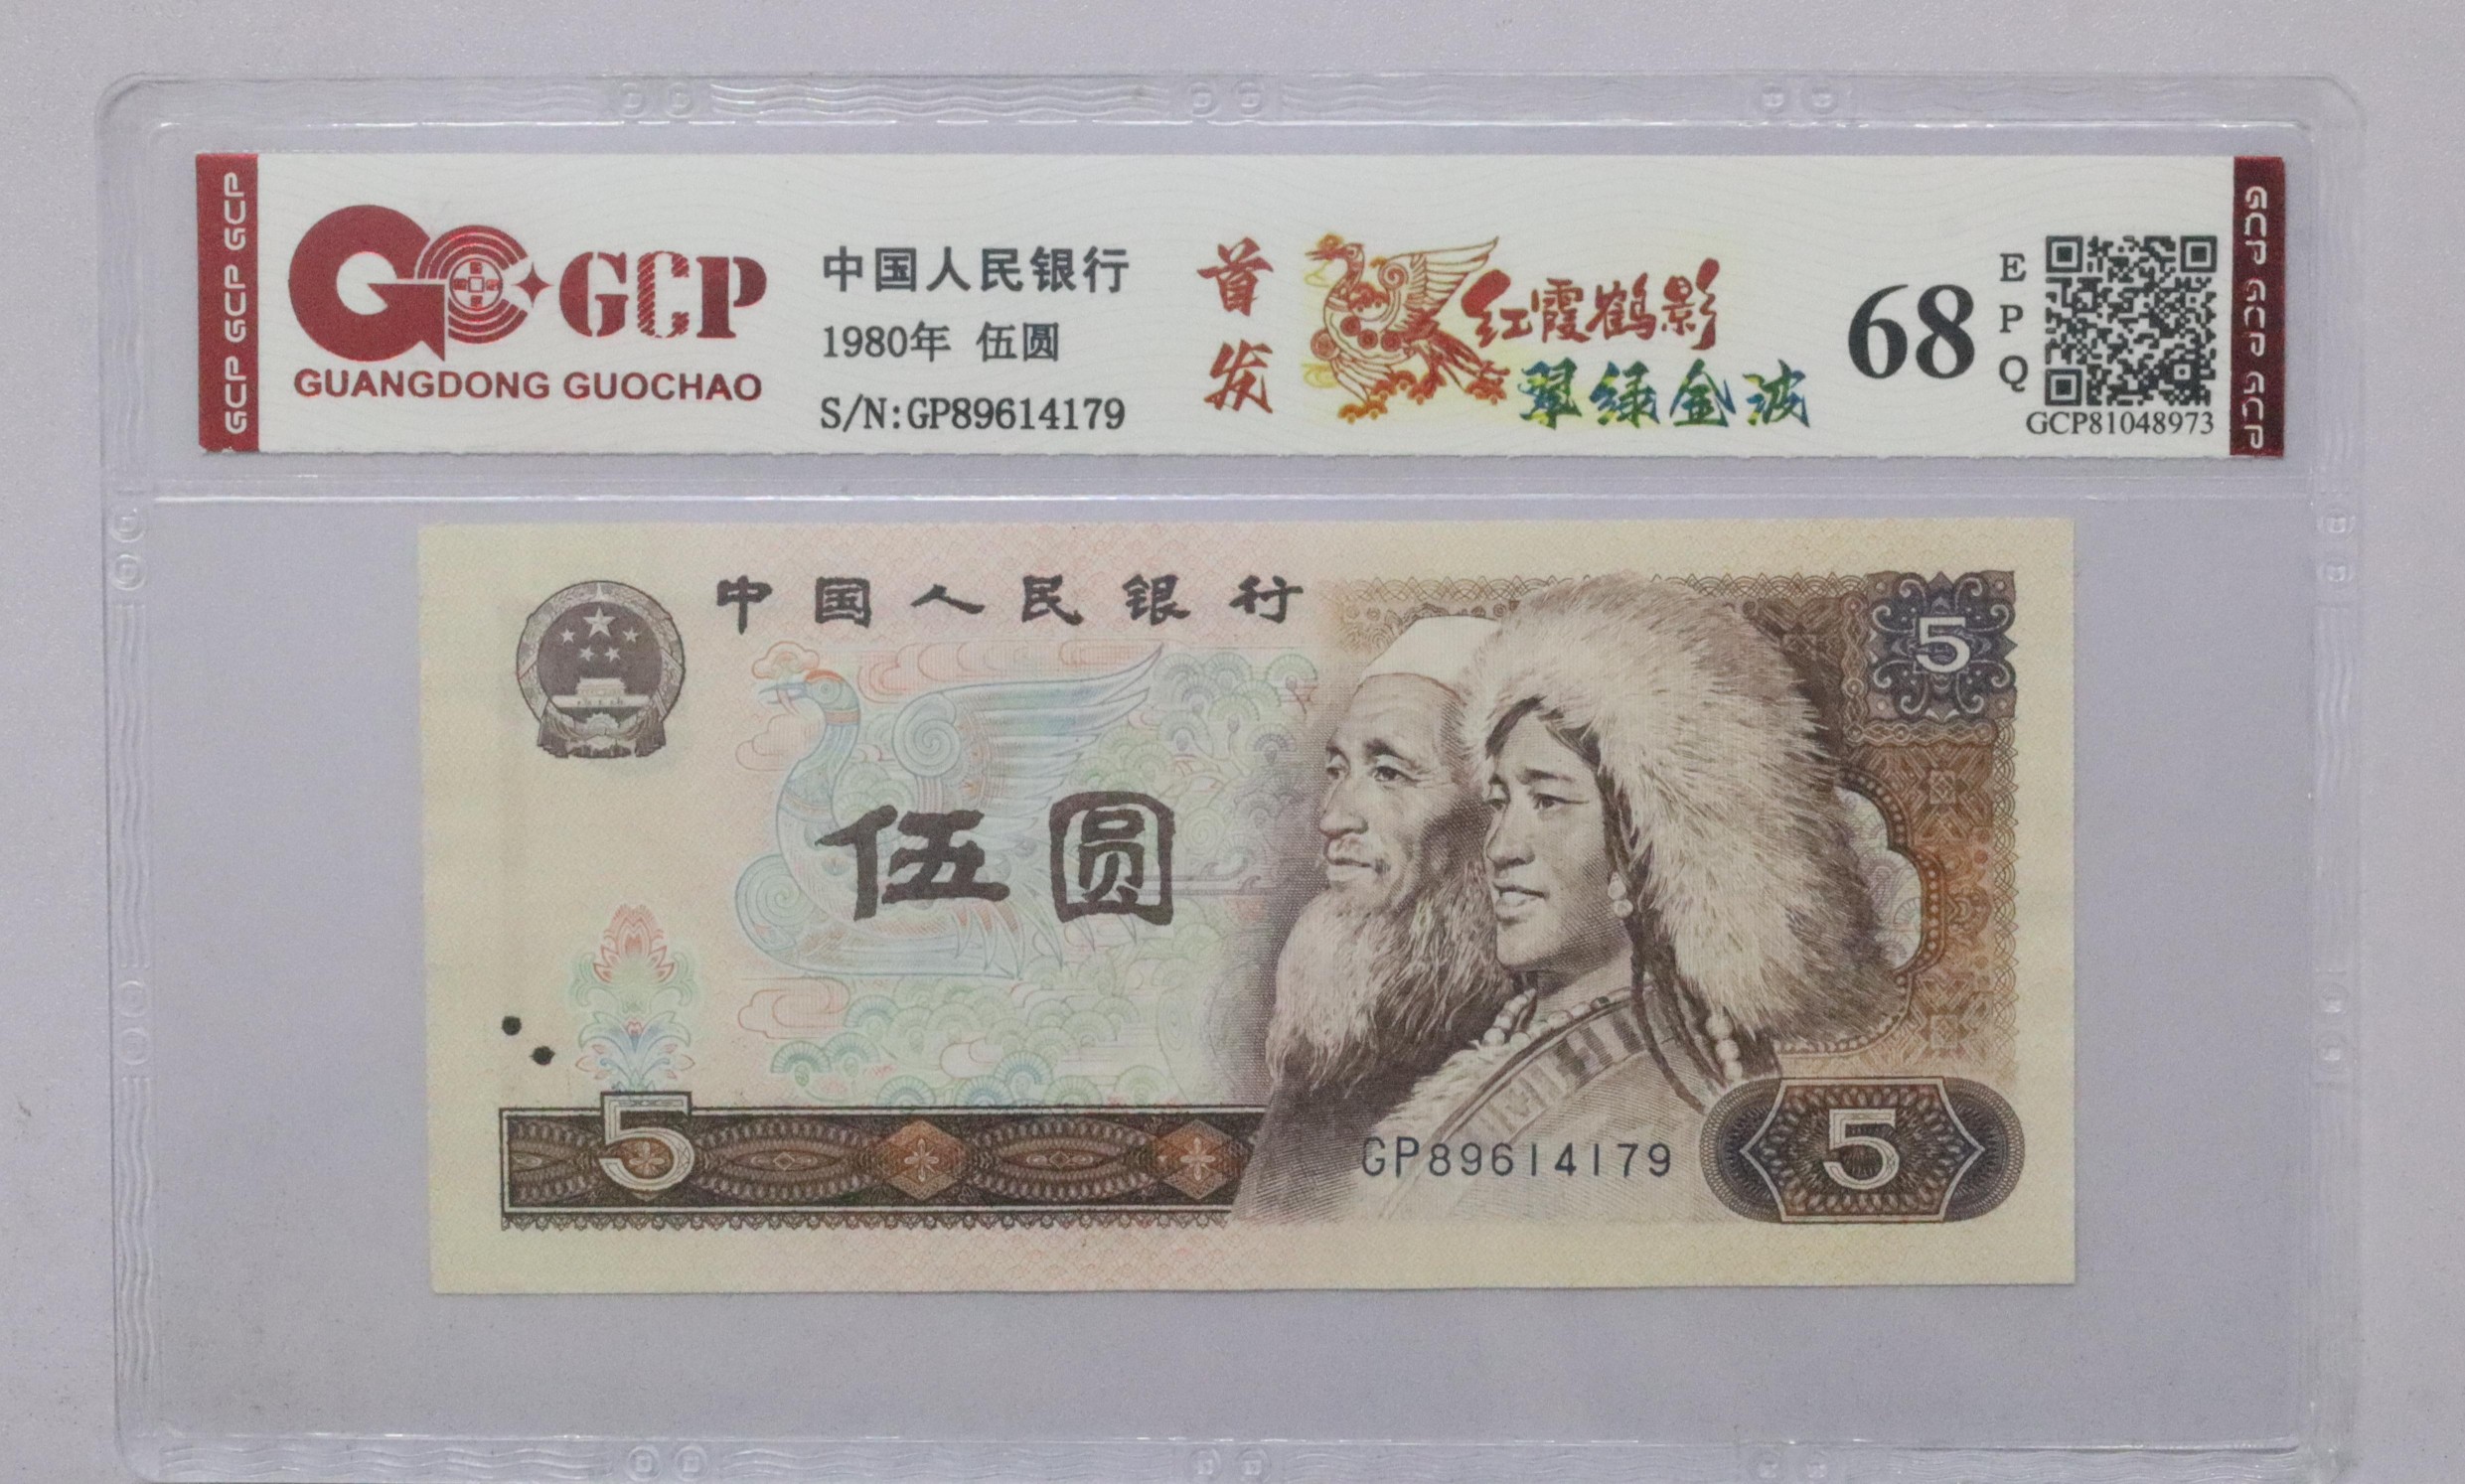 GCP GCP GCP
GCP
GUANGDONG GUOCHAO
中国人民银行
1980年 伍圆
S/N:GP89614179
首发
红霞鹤影
翠绿金波
68
EPQ
GCP81048973
GCP GCP GCP
中国人民银行
5
伍圆
5
GP89614179
5